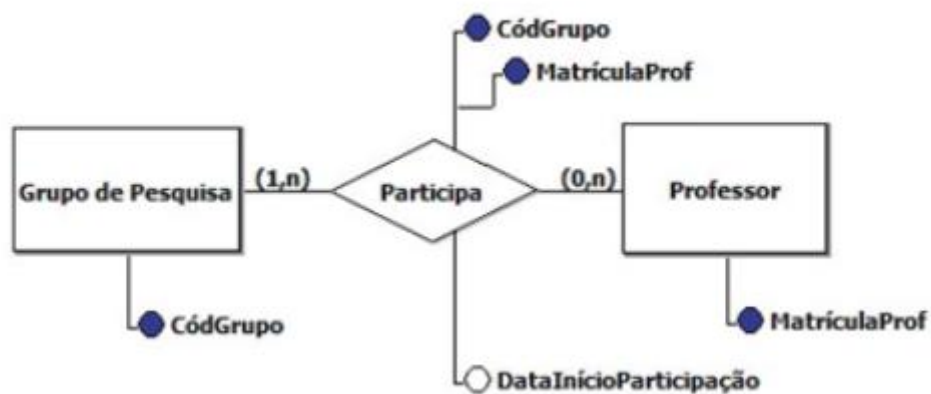 CódGrupo
MatrículaProf
Grupo de Pesquisa
(1,n)
Participa
(0,n)
Professor
CódGrupo
MatrículaProf
DataInícioParticipação